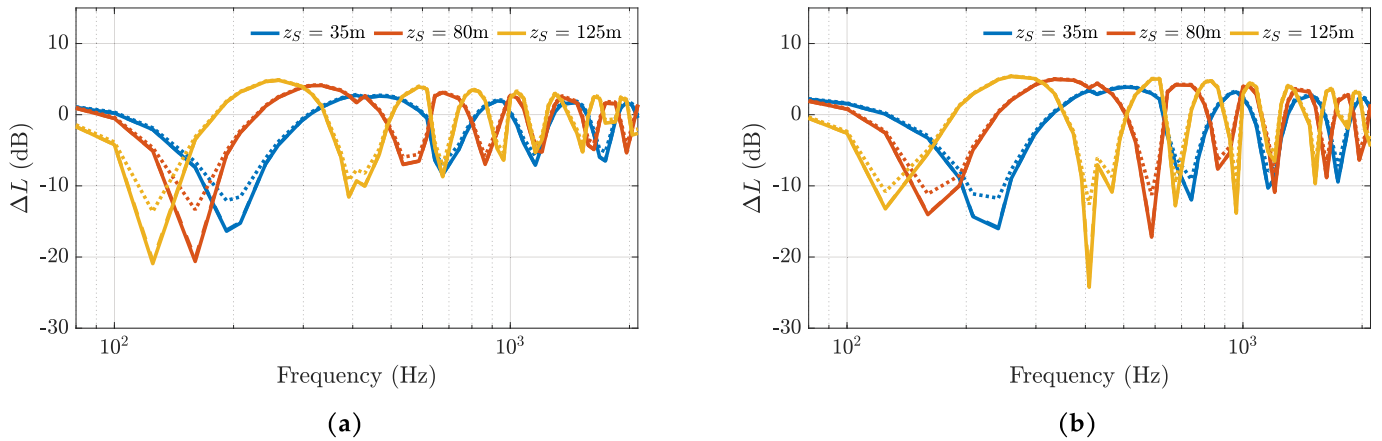 z_S = 35m z_S = 80m z_S = 125m
10
0
-10
-20
-30
ΔL (dB)
10^2 10^3
Frequency (Hz)
(a)
z_S = 35m z_S = 80m z_S = 125m
10
0
-10
-20
-30
ΔL (dB)
10^2 10^3
Frequency (Hz)
(b)